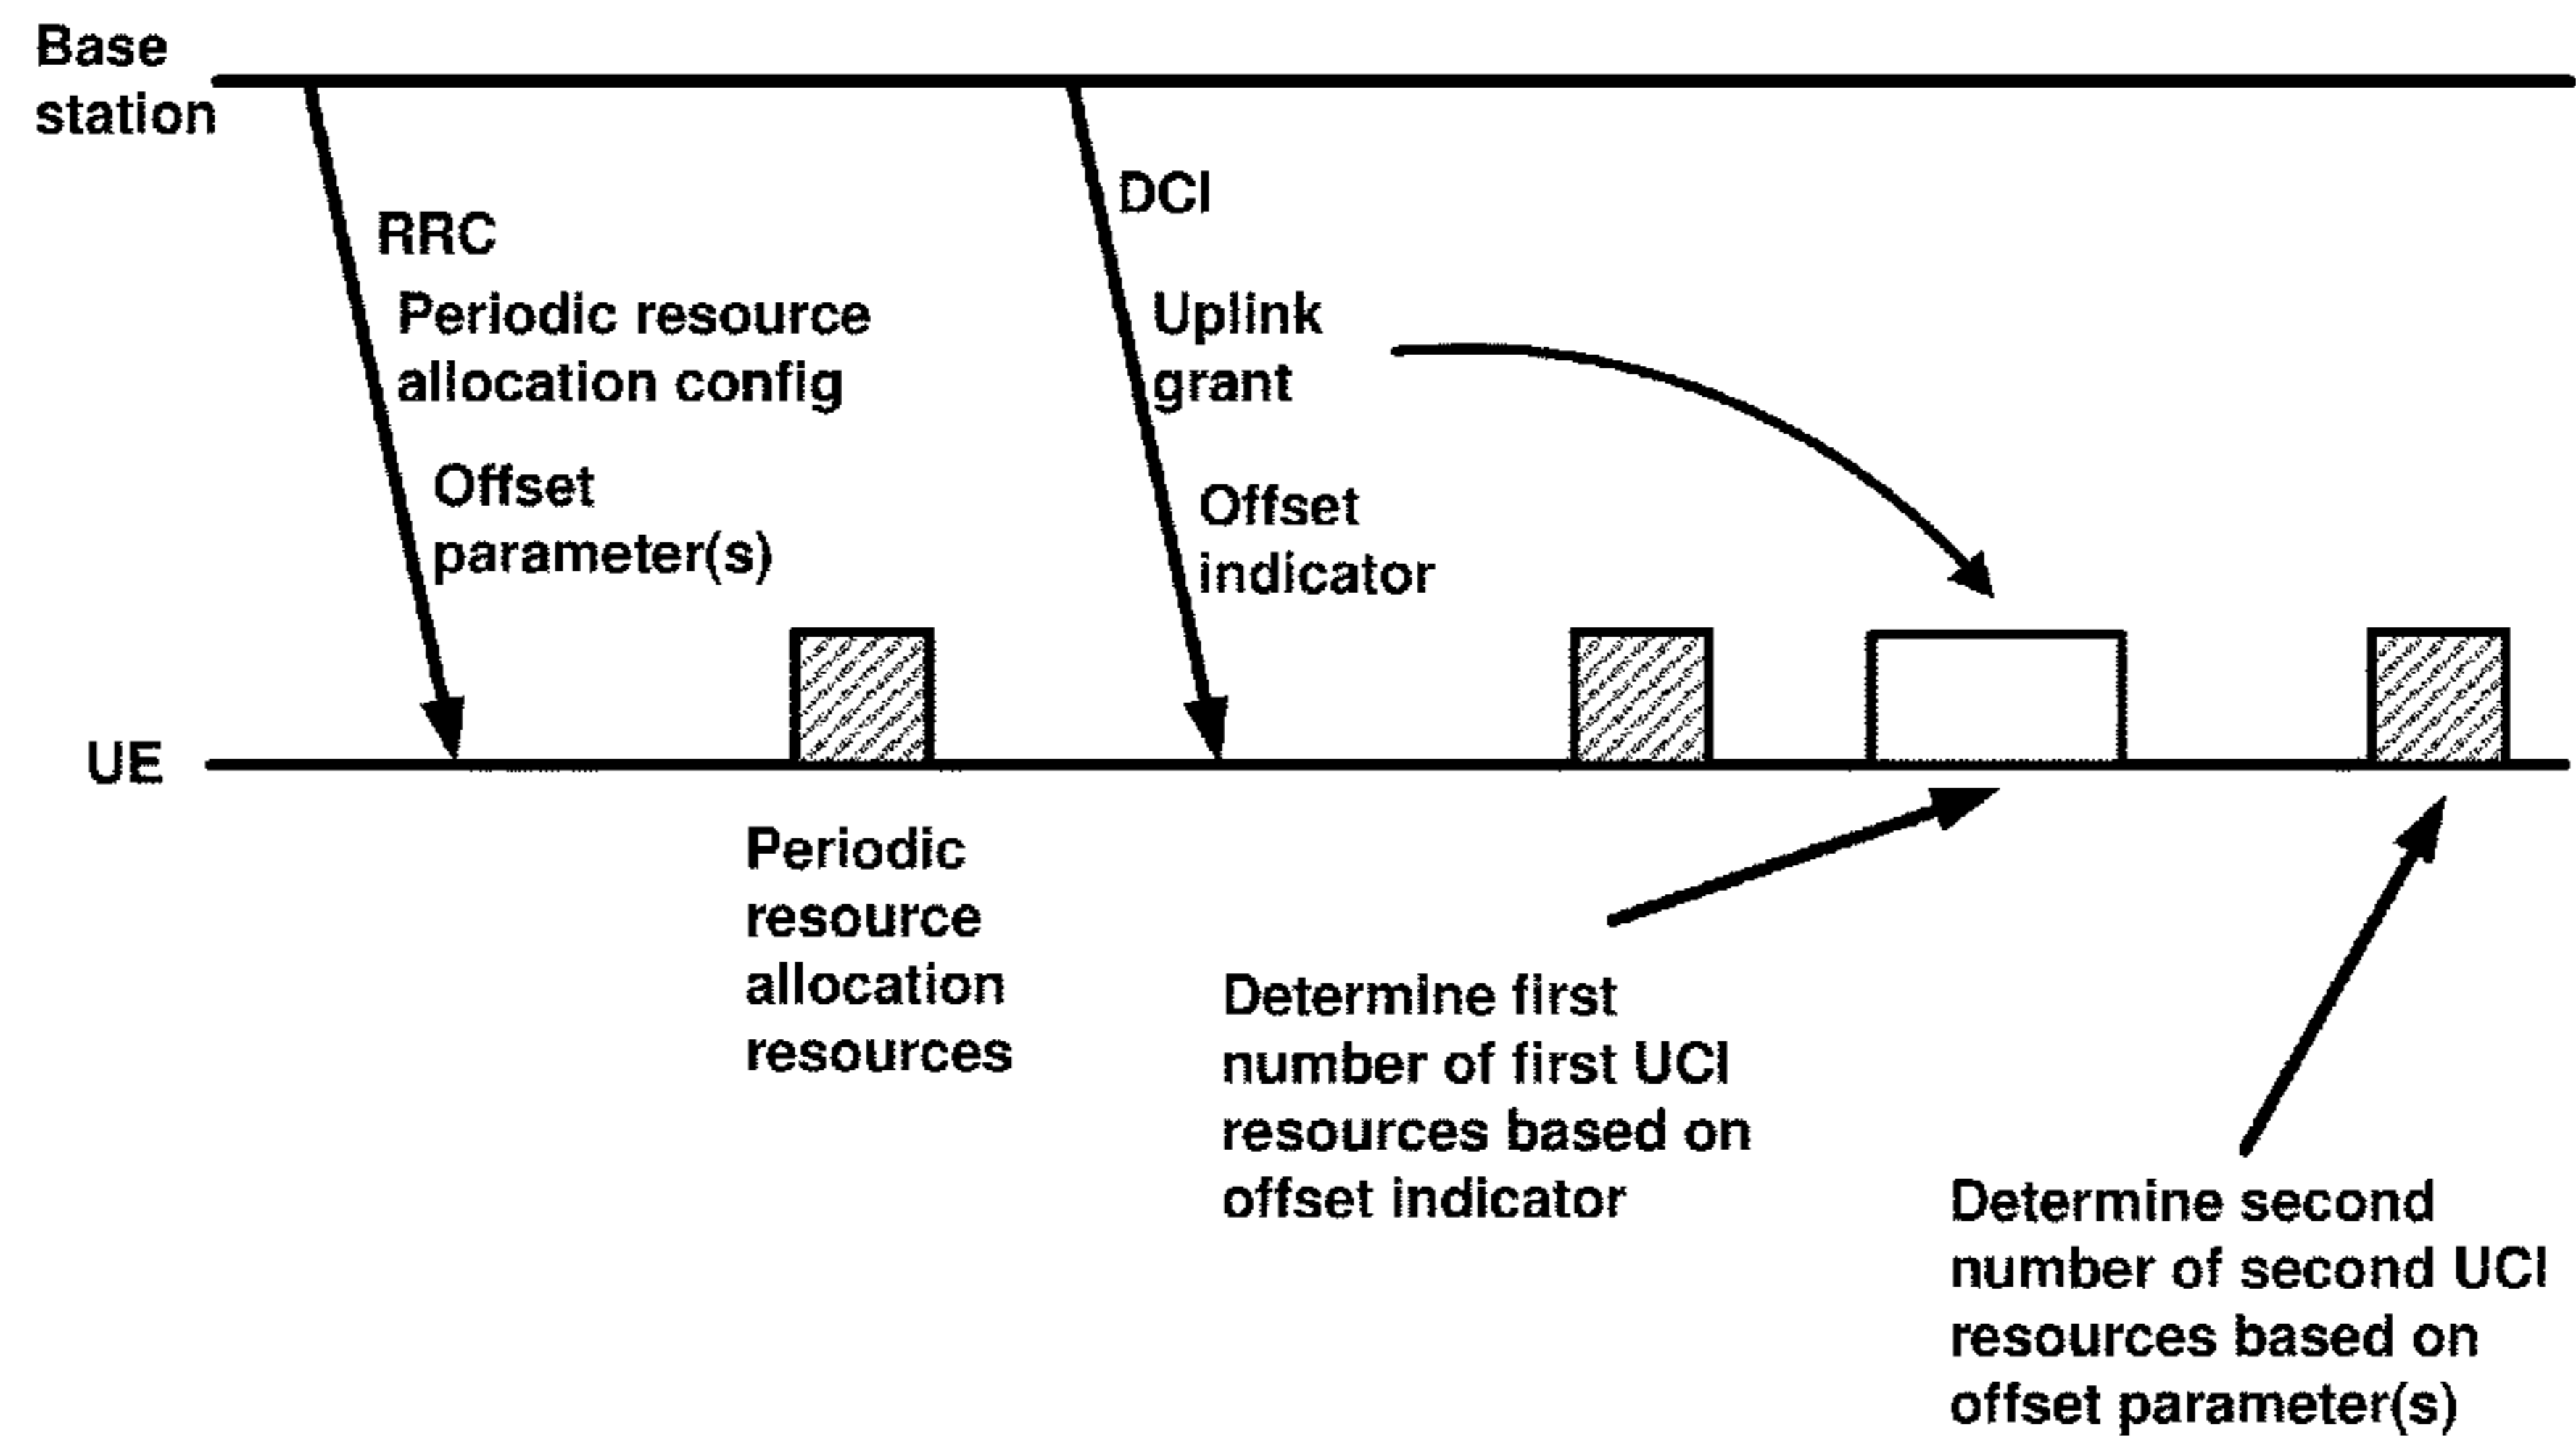 Base
station
RRC
Periodic resource
allocation config
Offset
parameter(s)
DCI
Uplink
grant
Offset
indicator
UE
Periodic
resource
allocation
resources
Determine first
number of first UCI
resources based on
offset indicator
Determine second
number of second UCI
resources based on
offset parameter(s)